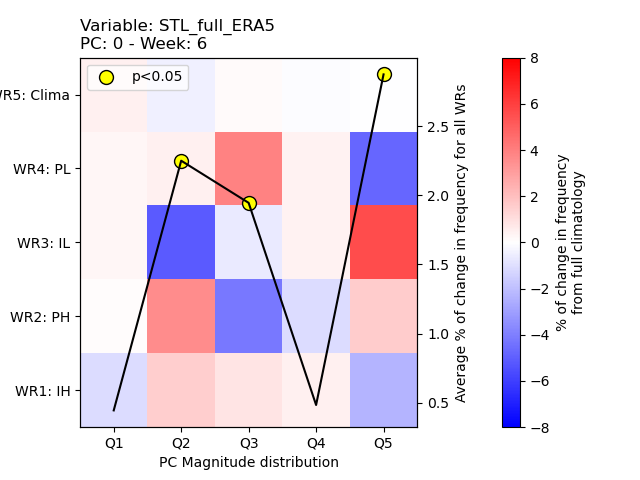 Variable: STL_full_ERA5
PC: 0 - Week: 6
p<0.05
WR5: Clima
WR4: PL
WR3: IL
WR2: PH
WR1: IH
Q1 Q2 Q3 Q4 Q5
PC Magnitude distribution
2.5
2.0
1.5
1.0
0.5
Average % of change in frequency for all WRs
8
6
4
2
0
−2
−4
−6
−8
% of change in frequency
from full climatology